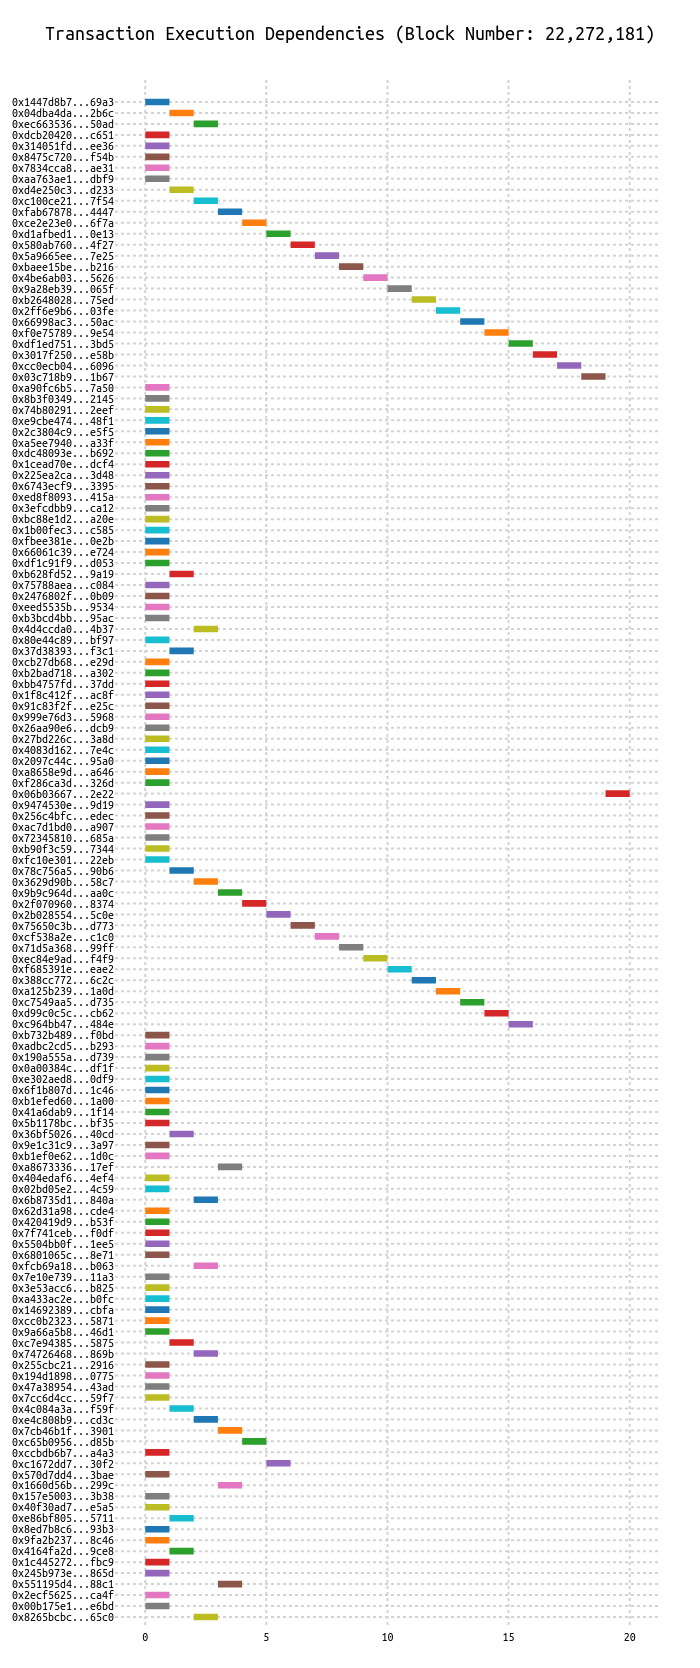 Transaction Execution Dependencies (Block Number: 22,272,181)
0x1447d8b7...69a3
0x04dba4da...2b6c
0xec663536...50ad
0xdcb20420...c651
0x314051fd...ee36
0x8475c720...f54b
0x7834cca8...ae31
0xaa763ae1...dbf9
0xd4e250c3...d233
0xc100ce21...7f54
0xfab67878...4447
0xce2e23e0...6f7a
0xd1afbed1...0e13
0x580ab760...4f27
0x5a9665ee...7e25
0xbaee15be...b216
0x4be6ab03...5626
0x9a28eb39...065f
0xb2648028...75ed
0x2ff6e9b6...03fe
0x66998ac3...50ac
0xf0e75789...9e54
0xdf1ed751...3bd5
0x3017f250...e58b
0xcc0ecb04...6096
0x03c718b9...1b67
0xa90fc6b5...7a50
0x8b3f0349...2145
0x74b80291...2eef
0xe9cbe474...48f1
0x2c3804c9...e5f5
0xa5ee7940...a33f
0xdc48093e...b692
0x1cead70e...dcf4
0x225ea2ca...3d48
0x6743ecf9...3395
0xed8f8093...415a
0x3efcdbb9...ca12
0xbc88e1d2...a20e
0x1b00fec3...c585
0xfbee381e...0e2b
0x66061c39...e724
0xdf1c91f9...d053
0xb628fd52...9a19
0x75788aea...c084
0x2476802f...0b09
0xeed5535b...9534
0xb3bcd4bb...95ac
0x4d4ccda0...4b37
0x80e44c89...bf97
0x37d38393...f3c1
0xcb27db68...e29d
0xb2bad718...a302
0xbb4757fd...37dd
0x1f8c412f...ac8f
0x91c83f2f...e25c
0x999e76d3...5968
0x26aa90e6...dcb9
0x27bd226c...3a8d
0x4083d162...7e4c
0x2097c44c...95a0
0xa8658e9d...a646
0xf286ca3d...326d
0x06b03667...2e22
0x9474530e...9d19
0x256c4bfc...edec
0xac7d1bd0...a907
0x72345810...685a
0xb90f3c59...7344
0xfc10e301...22eb
0x78c756a5...90b6
0x3629d90b...58c7
0x9b9c964d...aa0c
0x2f070960...8374
0x2b028554...5c0e
0x75650c3b...d773
0xcf538a2e...c1c0
0x71d5a368...99ff
0xec84e9ad...f4f9
0xf685391e...eae2
0x388cc772...6c2c
0xa125b239...1a0d
0xc7549aa5...d735
0xd99c0c5c...cb62
0xc964bb47...484e
0xb732b489...f0bd
0xadbc2cd5...b293
0x190a555a...d739
0x0a00384c...df1f
0xe302aed8...0df9
0x6f1b807d...1c46
0xb1efed60...1a00
0x41a6dab9...1f14
0x5b1178bc...bf35
0x36bf5026...40cd
0x9e1c31c9...3a97
0xb1ef0e62...1d0c
0xa8673336...17ef
0x404edaf6...4ef4
0x02bd05e2...4c59
0x6b8735d1...840a
0x62d31a98...cde4
0x420419d9...b53f
0x7f741ceb...f0df
0x5504bb0f...1ee5
0x6801065c...8e71
0xfcb69a18...b063
0x7e10e739...11a3
0x3e53acc6...b825
0xa433ac2e...b0fc
0x14692389...cbfa
0xcc0b2323...5871
0x9a66a5b8...46d1
0xc7e94385...5875
0x74726468...869b
0x255cbc21...2916
0x194d1898...0775
0x47a38954...43ad
0x7cc6d4cc...59f7
0x4c084a3a...f59f
0xe4c808b9...cd3c
0x7cb46b1f...3901
0xc65b0956...d85b
0xccbdb6b7...a4a3
0xc1672dd7...30f2
0x570d7dd4...3bae
0x1660d56b...299c
0x157e5003...3b38
0x40f30ad7...e5a5
0xe86bf805...5711
0x8ed7b8c6...93b3
0x9fa2b237...8c46
0x4164fa2d...9ce8
0x1c445272...fbc9
0x245b973e...865d
0x551195d4...88c1
0x2ecf5625...ca4f
0x00b175e1...e6bd
0x8265bcbc...65c0
0 5 10 15 20